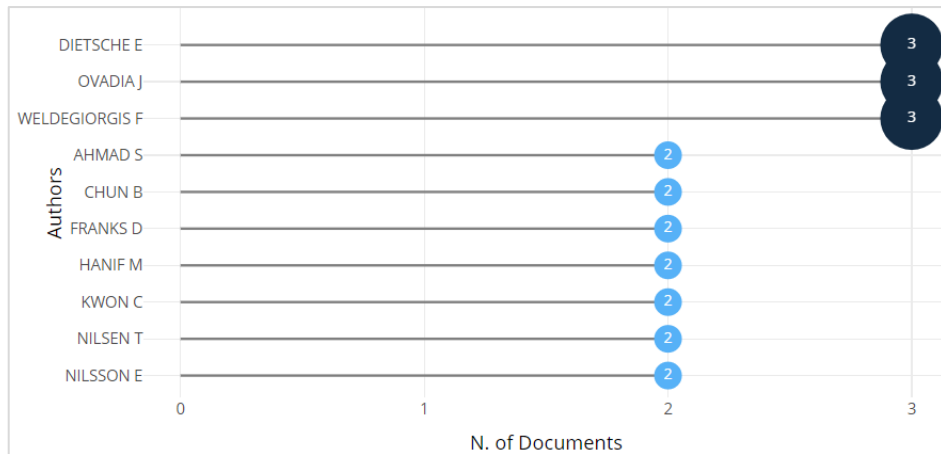 DIETSCHE E 3
OVADIA J 3
WELDEGIORGIS F 3
AHMAD S 2
CHUN B 2
FRANKS D 2
HANIF M 2
KWON C 2
NILSEN T 2
NILSSON E 2
Authors
0 1 2 3
N. of Documents